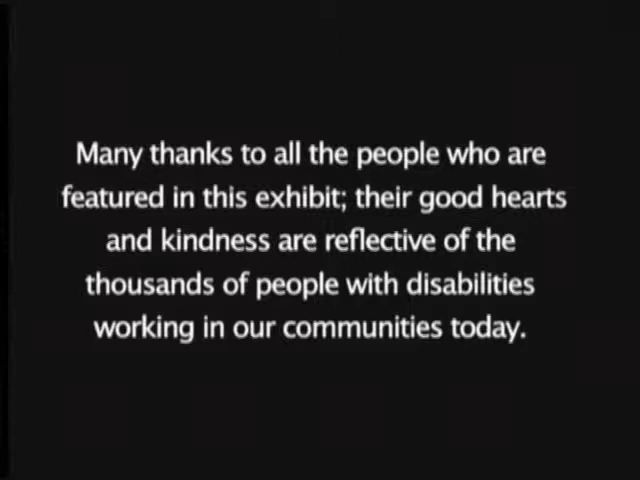 Many thanks to all the people who are
featured in this exhibit; their good hearts
and kindness are reflective of the
thousands of people with disabilities
working in our communities today.